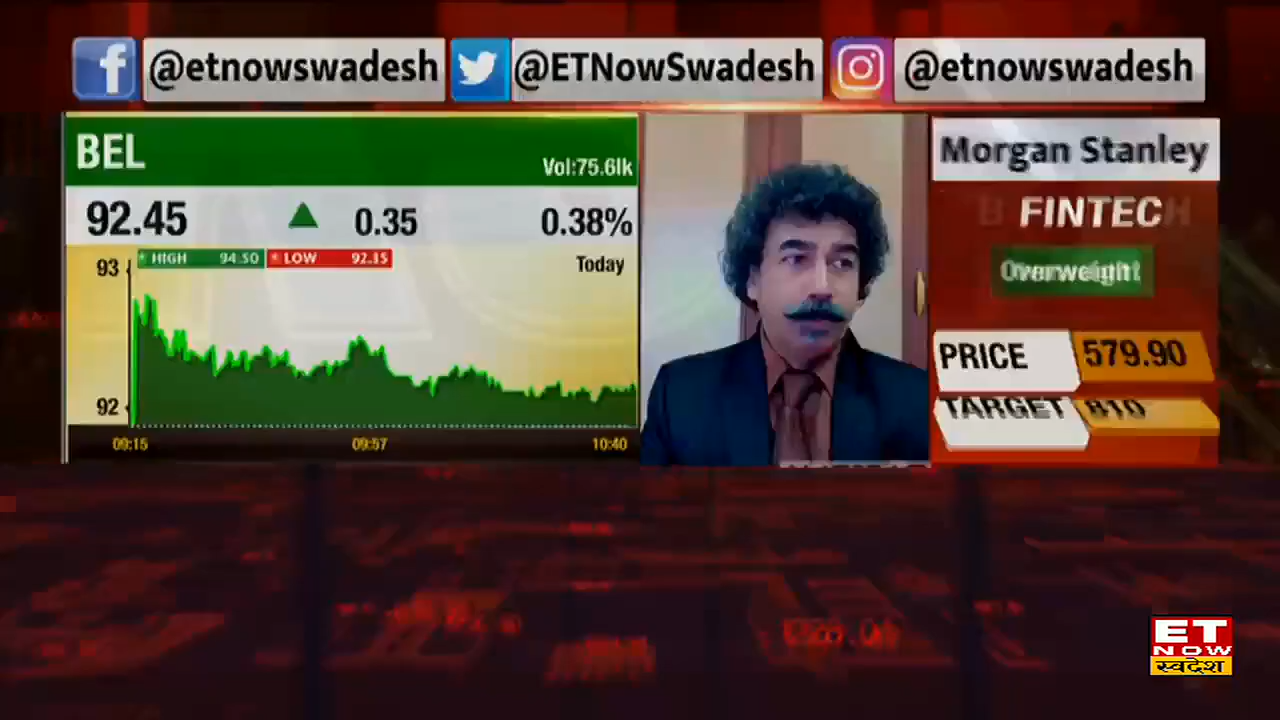 @etnowswadesh @ETNowSwadesh @etnowswadesh
BEL
Vol:75.6lk
92.45 0.35 0.38%
HIGH 94.50 LOW 92.15
Today
93
92
09:15 09:57 10:40
Morgan Stanley
FINTECH
Overweight
PRICE 579.90
TARGET 810
ET
NOW
स्वदेश